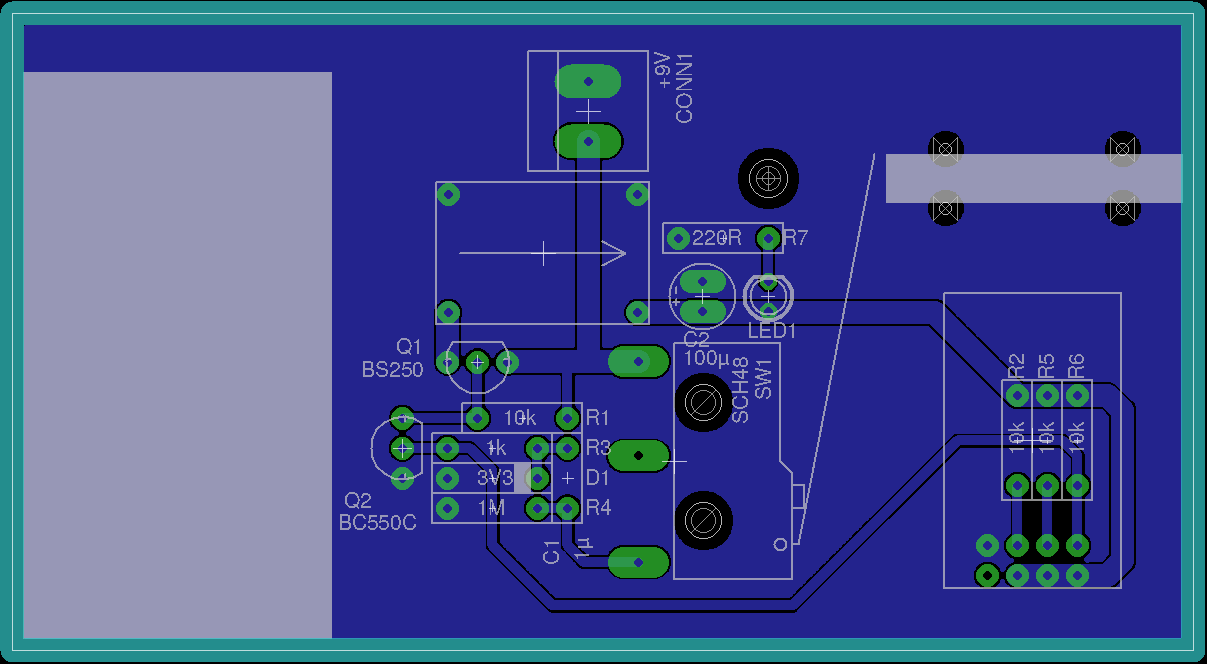 +9V
CONN1
220R
R7
-
+
LED1
C2
100µ
Q1
BS250
SCH48
SW1
R2
R5
R6
10k
R1
10k
10k
10k
1k
R3
3V3
D1
1M
R4
Q2
BC550C
C1
1µ